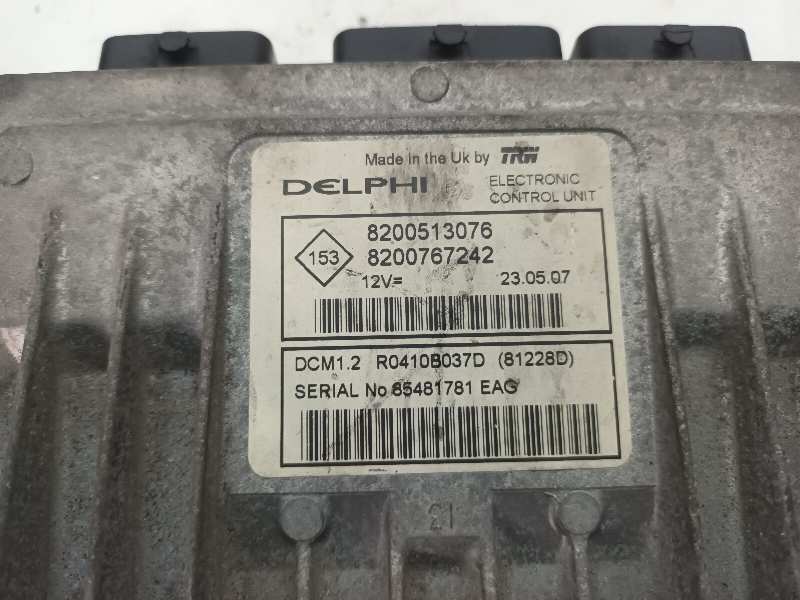 Made In the Uk by TRW
DELPHI
ELECTRONIC
CONTROL UNIT
153
8200513076
8200767242
12V=
23.05.07
DCM1.2 R0410B037D (81228D)
SERIAL No 85481781 EAG
21